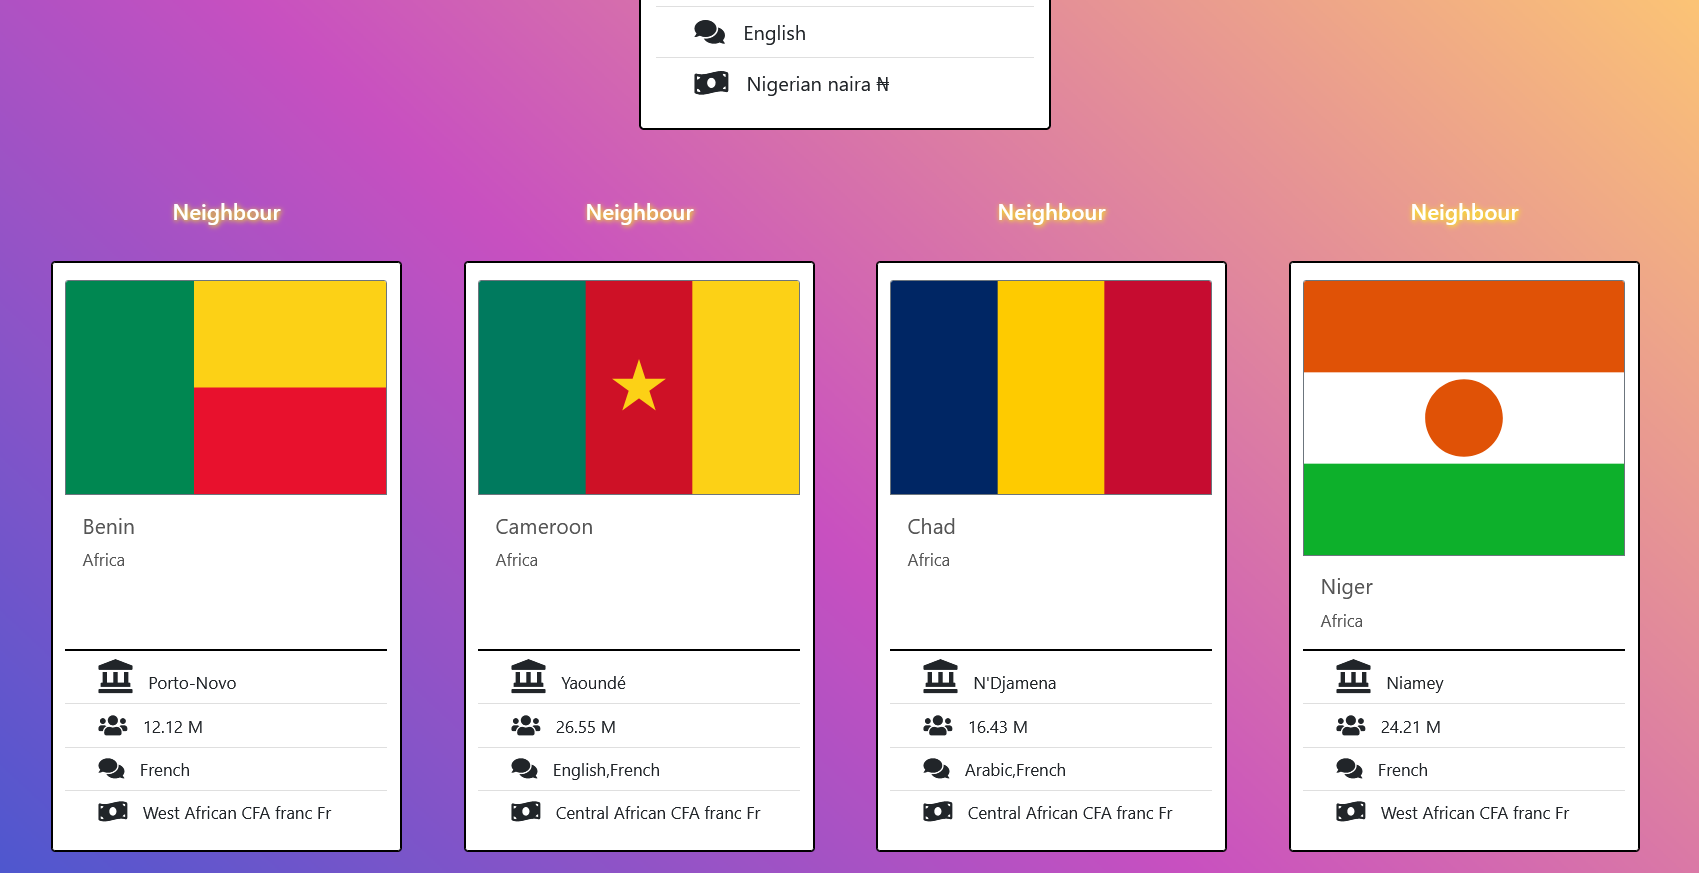 English
Nigerian naira ₦
Neighbour
Neighbour
Neighbour
Neighbour
Benin
Africa
Porto-Novo
12.12 M
French
West African CFA franc Fr
Cameroon
Africa
Yaoundé
26.55 M
English,French
Central African CFA franc Fr
Chad
Africa
N'Djamena
16.43 M
Arabic,French
Central African CFA franc Fr
Niger
Africa
Niamey
24.21 M
French
West African CFA franc Fr